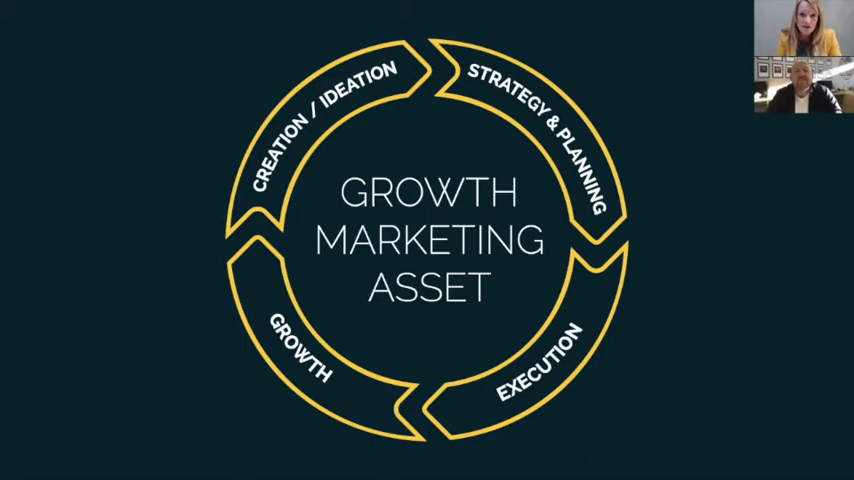 CREATION / IDEATION
STRATEGY & PLANNING
GROWTH
MARKETING
ASSET
GROWTH
EXECUTION